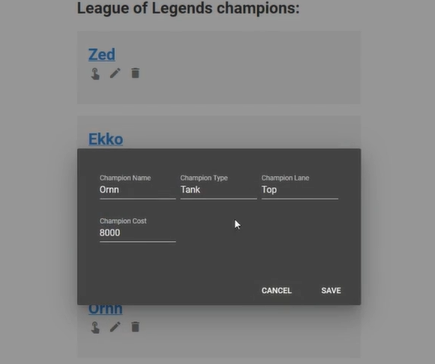 League of Legends champions:
Zed
Ekko
Champion Name
Champion Type
Champion Lane
Ornn
Tank
Top
Champion Cost
8000
CANCEL
SAVE
Ornn